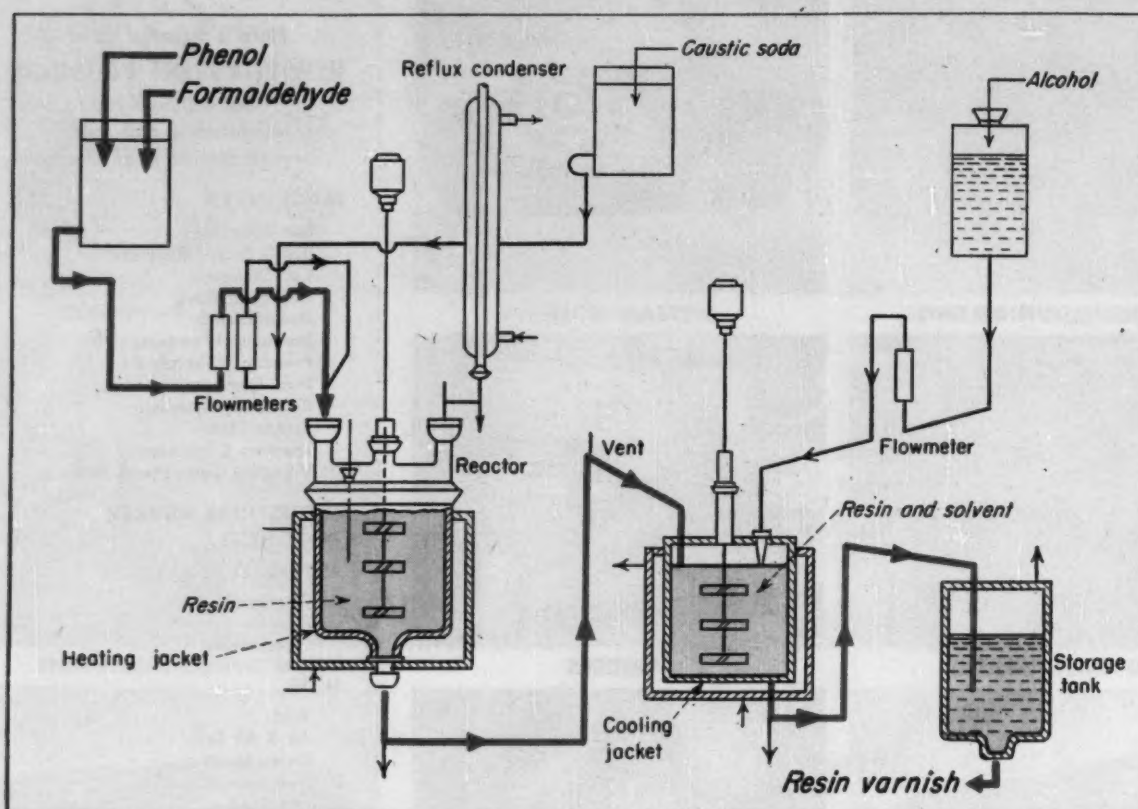 Phenol
Formaldehyde
Reflux condenser
Caustic soda
Alcohol
Flowmeters
Reactor
Vent
Flowmeter
Resin and solvent
Resin
Heating jacket
Cooling
jacket
Storage
tank
Resin varnish